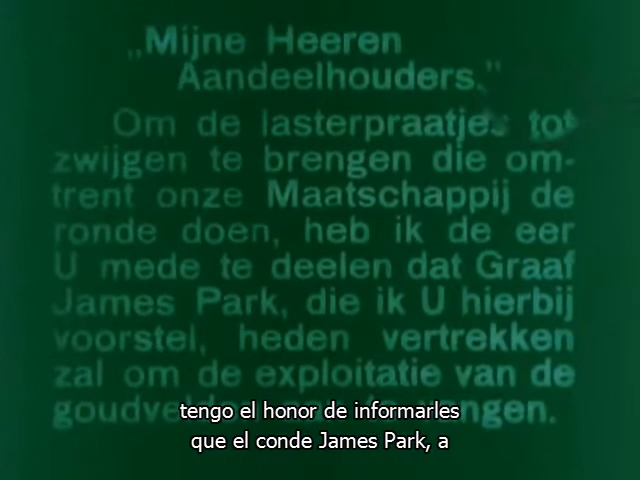 „Mijne Heeren
Aandeelhouders."
Om de lasterpraatjes tot
zwijgen te brengen die om-
trent onze Maatschappij de
ronde doen, heb ik de eer
U mede te deelen dat Graaf
James Park, die ik U hierbij
voorstel, heden vertrekken
zal om de exploitatie van de
tengo el honor de informarles
que el conde James Park, a